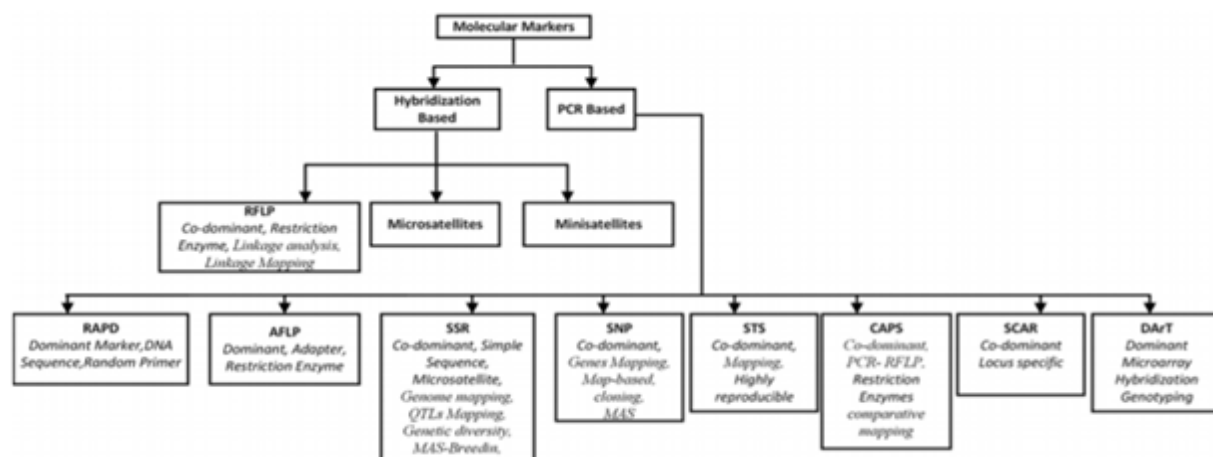 Molecular Markers
Hybridization
Based
PCR Based
RFLP
Co-dominant, Restriction
Enzyme, Linkage analysis,
Linkage Mapping
Microsatellites
Minisatellites
RAPD
Dominant Marker,DNA
Sequence,Random Primer
AFLP
Dominant, Adapter,
Restriction Enzyme
SSR
Co-dominant, Simple
Sequence,
Microsatellite,
Genome mapping,
QTLs Mapping,
Genetic diversity,
MAS-Breedin,
SNP
Co-dominant,
Genes Mapping,
Map-based,
cloning,
MAS
STS
Co-dominant,
Mapping,
Highly
reproducible
CAPS
Co-dominant,
PCR- RFLP,
Restriction
Enzymes
comparative
mapping
SCAR
Co-dominant
Locus specific
DArT
Dominant
Microarray
Hybridization
Genotyping